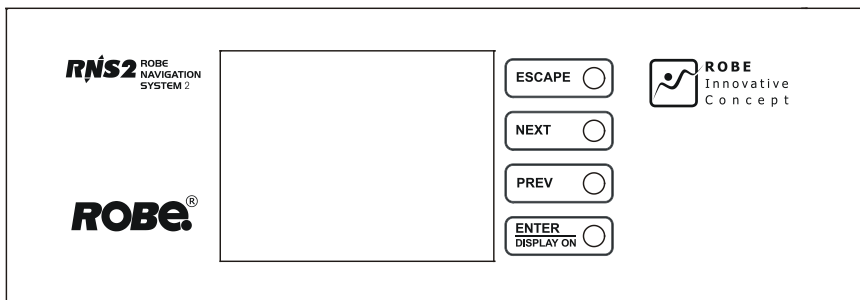 RNS2 ROBE
NAVIGATION
SYSTEM 2
ROBE®
ESCAPE
NEXT
PREV
ENTER
DISPLAY ON
ROBE
Innovative
Concept